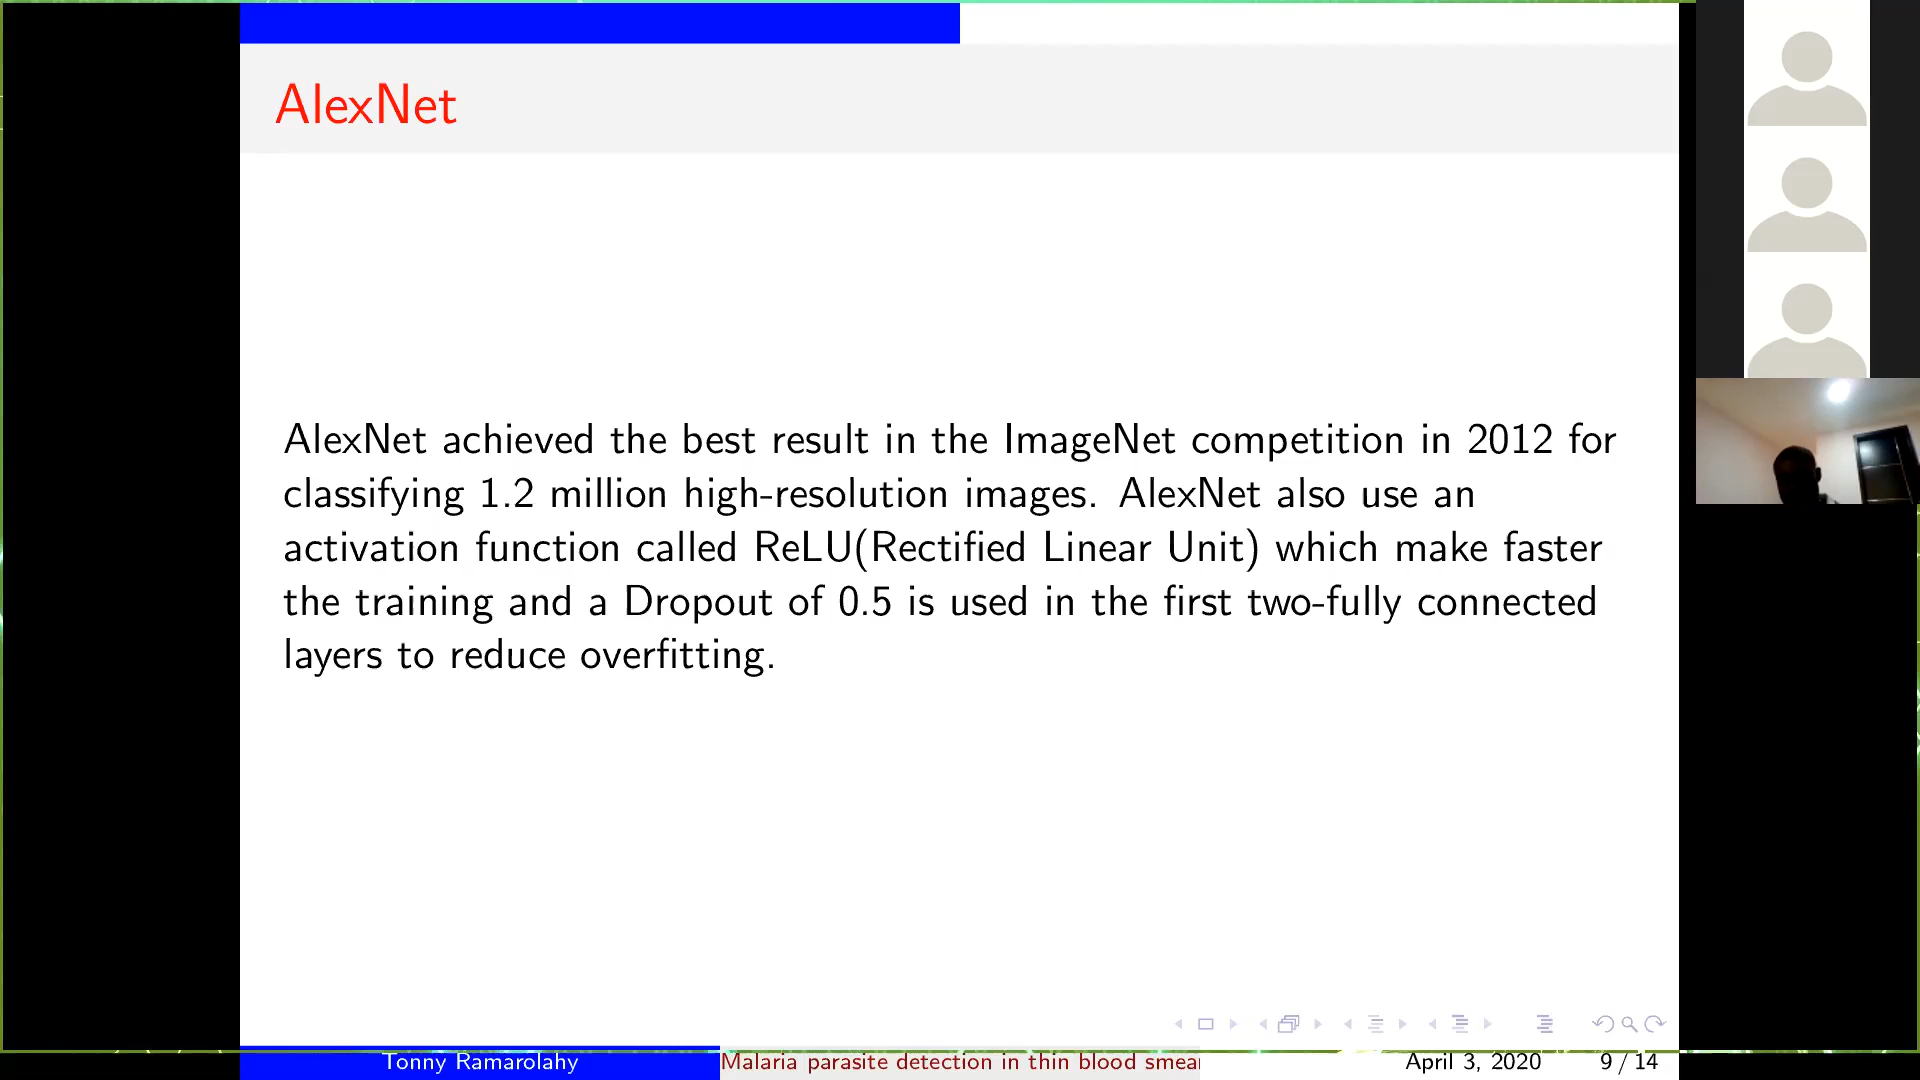 AlexNet
AlexNet achieved the best result in the ImageNet competition in 2012 for
classifying 1.2 million high-resolution images. AlexNet also use an
activation function called ReLU(Rectified Linear Unit) which make faster
the training and a Dropout of 0.5 is used in the first two-fully connected
layers to reduce overfitting.
Tonny Ramarolahy
Malaria parasite detection in thin blood smear
April 3, 2020
9 / 14